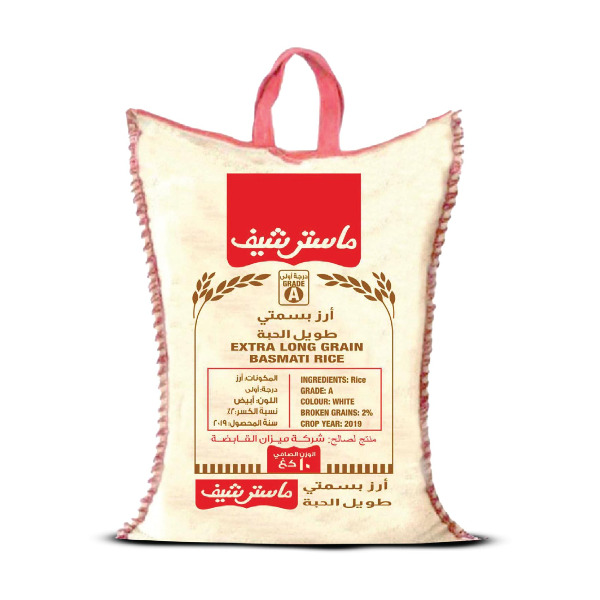 ماستر شيف
درجة أولى
GRADE
A
أرز بسمتي
طويل الحبة
EXTRA LONG GRAIN
BASMATI RICE
المكونات: أرز
درجة: أولى
اللون: أبيض
نسبة الكسر: ٢٪
سنة المحصول: ٢٠١٩
INGREDIENTS: Rice
GRADE: A
COLOUR: WHITE
BROKEN GRAINS: 2%
CROP YEAR: 2019
منتج لصالح: شركة ميزان القابضة
الوزن الصافي
١٠ كغ
أرز بسمتي ماستر شيف
طويل الحبة